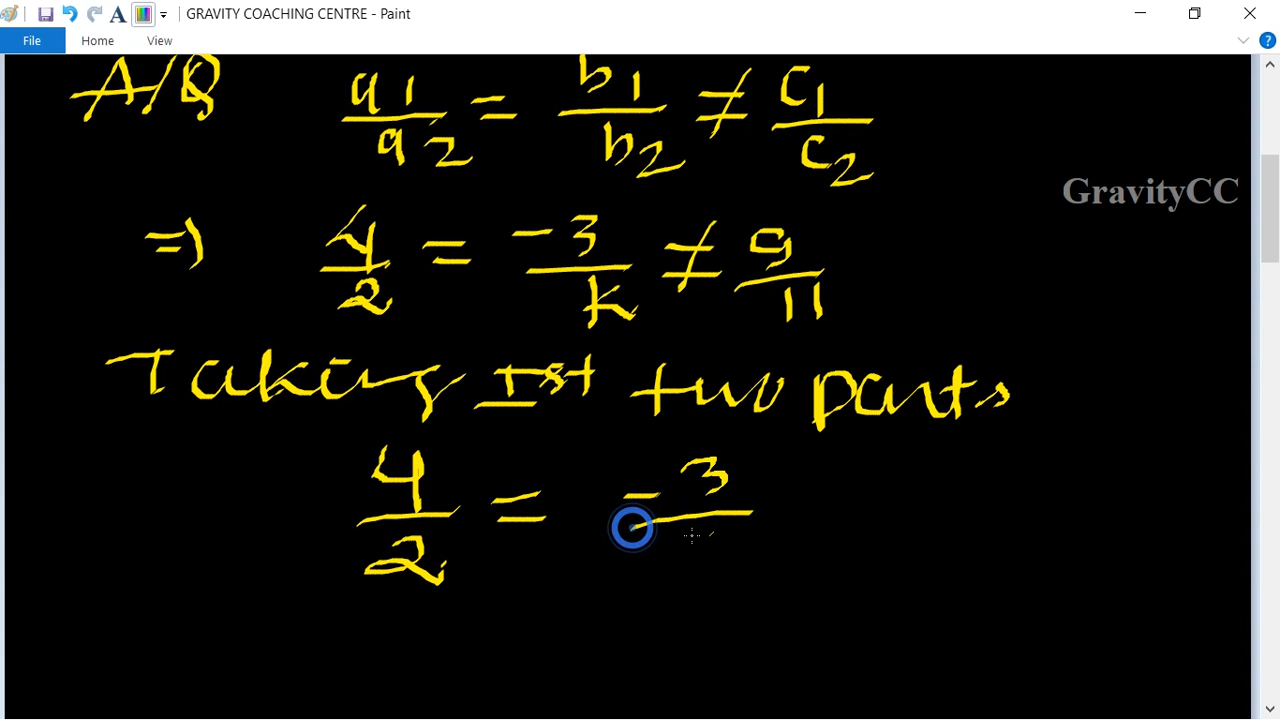 GRAVITY COACHING CENTRE - Paint
File Home View
A/Q a1/a2 = b1/b2 ≠ c1/c2
GravityCC
=) 4/2 = -3/k ≠ 9/11
Taking Ist two parts
4/2 = -3/